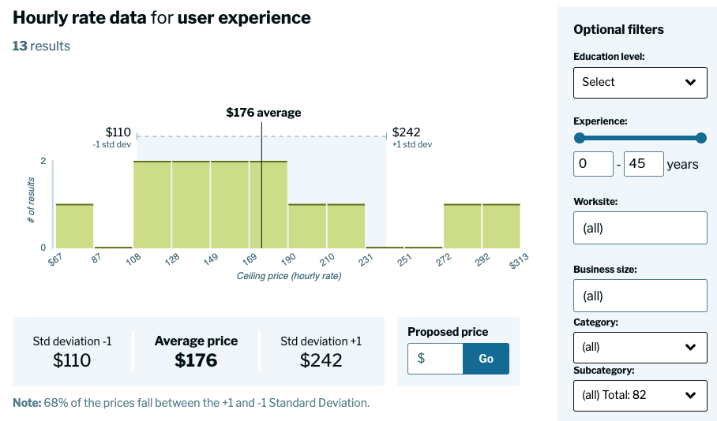 Hourly rate data for user experience
13 results
$176 average
$110
-1 std dev
$242
+1 std dev
2
0
# of results
$67
87
108
128
149
169
190
210
231
251
272
292
$313
Ceiling price (hourly rate)
Std deviation -1
$110
Average price
$176
Std deviation +1
$242
Proposed price
$
Go
Note: 68% of the prices fall between the +1 and -1 Standard Deviation.
Optional filters
Education level:
Select
Experience:
0 - 45 years
Worksite:
(all)
Business size:
(all)
Category:
(all)
Subcategory:
(all) Total: 82